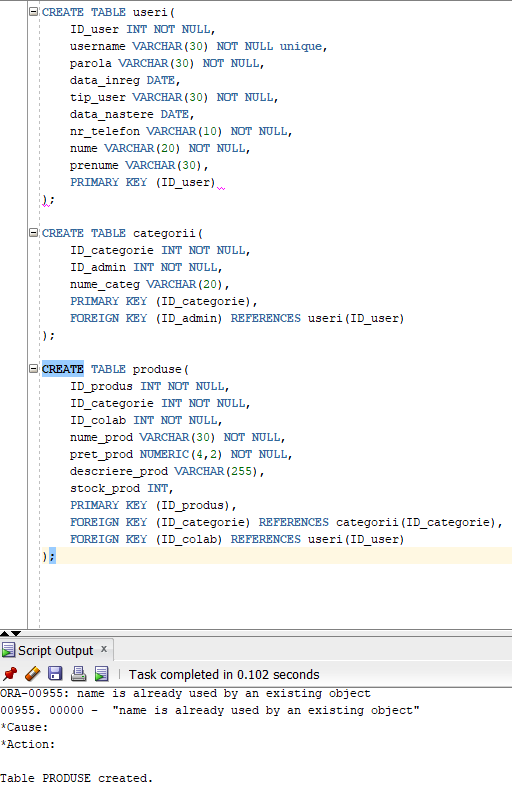 CREATE TABLE useri(
ID_user INT NOT NULL,
username VARCHAR(30) NOT NULL unique,
parola VARCHAR(30) NOT NULL,
data_inreg DATE,
tip_user VARCHAR(30) NOT NULL,
data_nastere DATE,
nr_telefon VARCHAR(10) NOT NULL,
nume VARCHAR(20) NOT NULL,
prenume VARCHAR(30),
PRIMARY KEY (ID_user)
);
CREATE TABLE categorii(
ID_categorie INT NOT NULL,
ID_admin INT NOT NULL,
nume_categ VARCHAR(20),
PRIMARY KEY (ID_categorie),
FOREIGN KEY (ID_admin) REFERENCES useri(ID_user)
);
CREATE TABLE produse(
ID_produs INT NOT NULL,
ID_categorie INT NOT NULL,
ID_colab INT NOT NULL,
nume_prod VARCHAR(30) NOT NULL,
pret_prod NUMERIC(4,2) NOT NULL,
descriere_prod VARCHAR(255),
stock_prod INT,
PRIMARY KEY (ID_produs),
FOREIGN KEY (ID_categorie) REFERENCES categorii(ID_categorie),
FOREIGN KEY (ID_colab) REFERENCES useri(ID_user)
);
Script Output x
Task completed in 0.102 seconds
ORA-00955: name is already used by an existing object
00955. 00000 - "name is already used by an existing object"
*Cause:
*Action:
Table PRODUSE created.